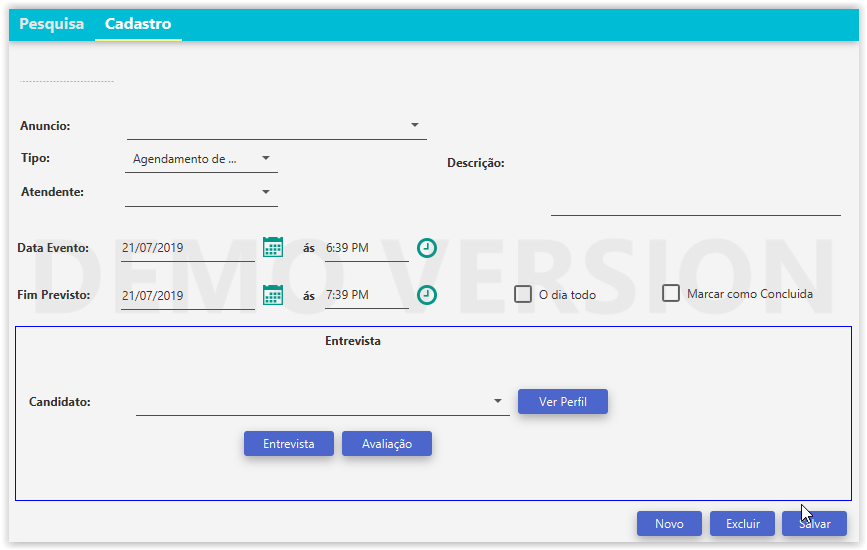 Pesquisa Cadastro
Anuncio:
Tipo: Agendamento de ...
Descrição:
Atendente:
DEMO VERSION
Data Evento: 21/07/2019 ás 6:39 PM
Fim Previsto: 21/07/2019 ás 7:39 PM O dia todo Marcar como Concluida
Entrevista
Candidato: Ver Perfil
Entrevista Avaliação
Novo Excluir Salvar